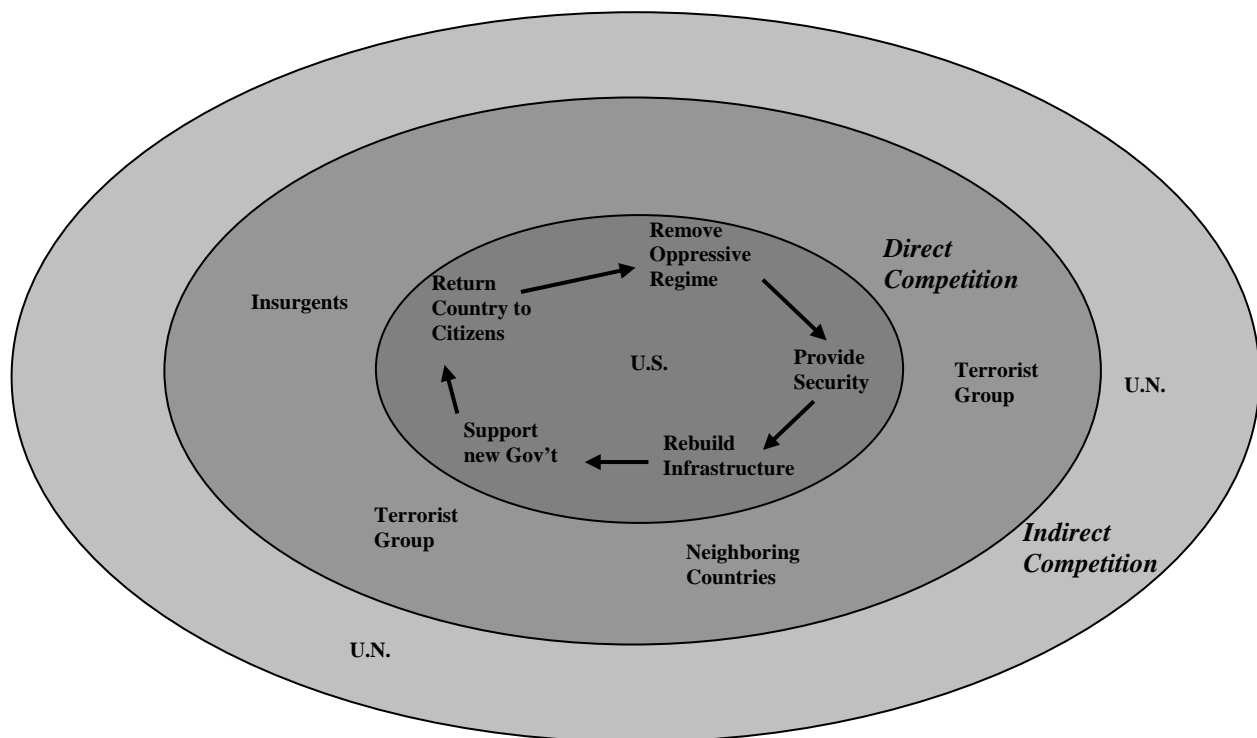 Remove
Oppressive
Regime
Direct
Competition
Return
Country to
Citizens
Insurgents
U.S.
Provide
Security
Terrorist
Group
U.N.
Support
new Gov't
Rebuild
Infrastructure
Terrorist
Group
Neighboring
Countries
Indirect
Competition
U.N.